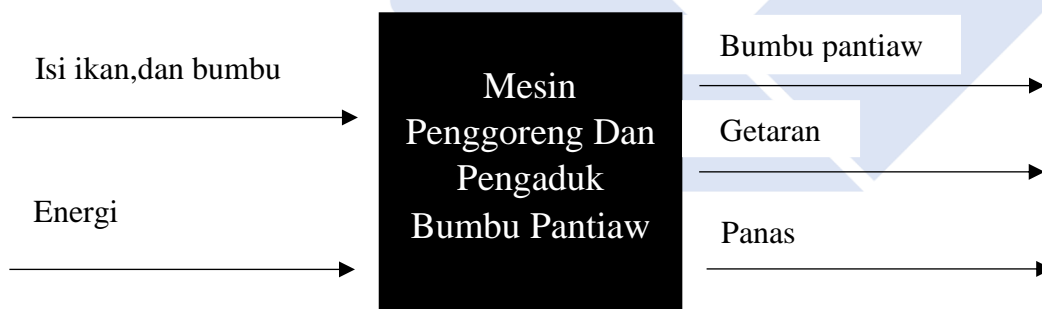 Isi ikan,dan bumbu
Energi
Mesin
Penggoreng Dan
Pengaduk
Bumbu Pantiaw
Bumbu pantiaw
Getaran
Panas